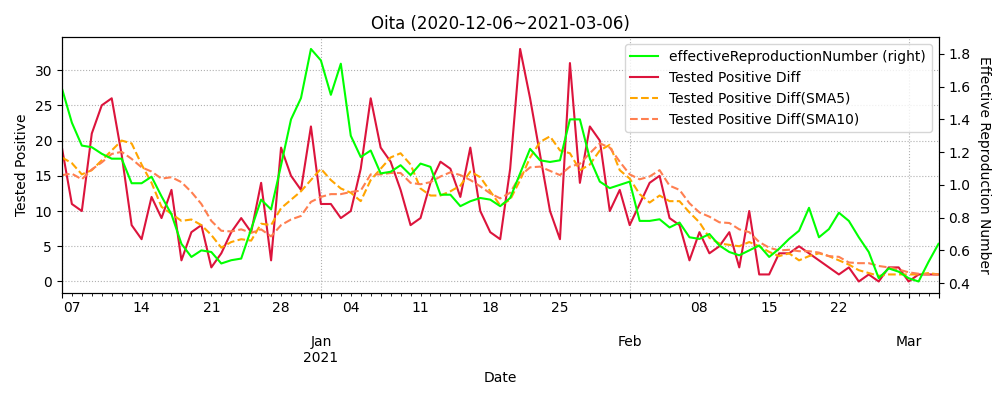 Oita (2020-12-06~2021-03-06)
effectiveReproductionNumber (right)
Tested Positive Diff
Tested Positive Diff(SMA5)
Tested Positive Diff(SMA10)
Tested Positive
30
25
20
15
10
5
0
1.8
1.6
1.4
1.2
1.0
0.8
0.6
0.4
Effective Reproduction Number
07 14 21 28 04 11 18 25 08 15 22
Jan Feb Mar
2021
Date